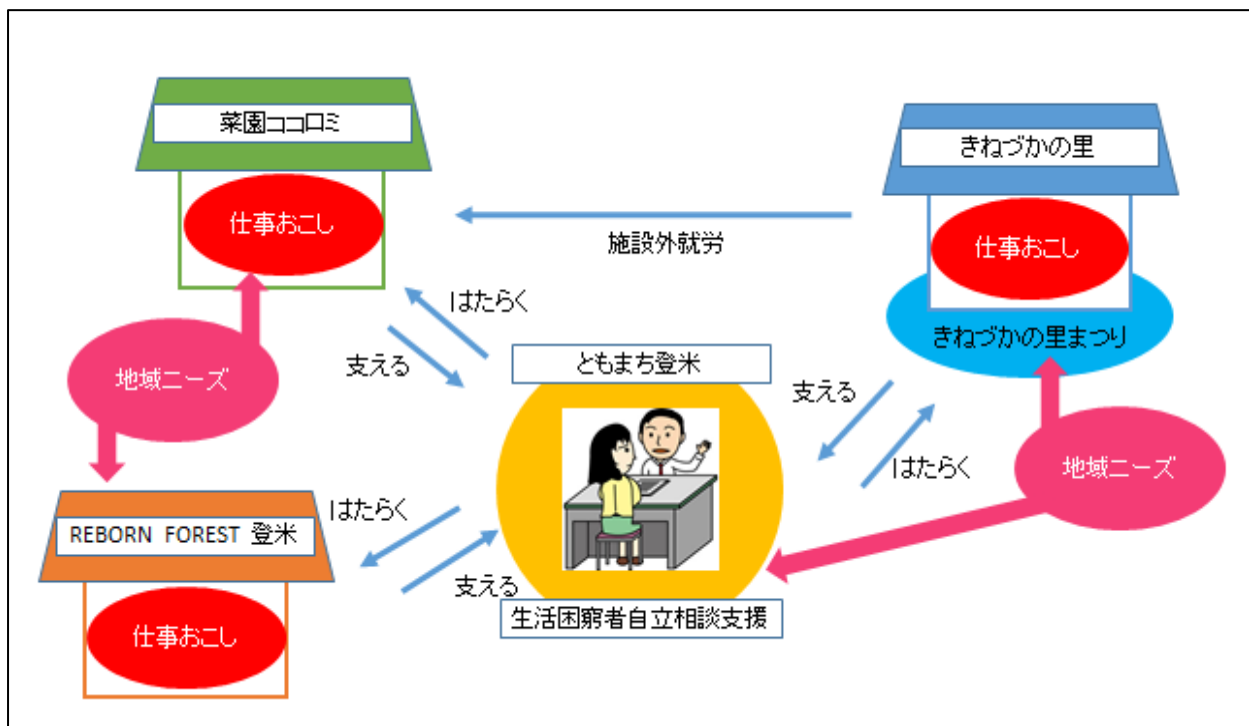 菜園ココロミ
仕事おこし
きねづかの里
仕事おこし
きねづかの里まつり
施設外就労
はたらく
支える
地域ニーズ
ともまち登米
支える
はたらく
地域ニーズ
REBORN FOREST 登米
仕事おこし
はたらく
支える
生活困窮者自立相談支援